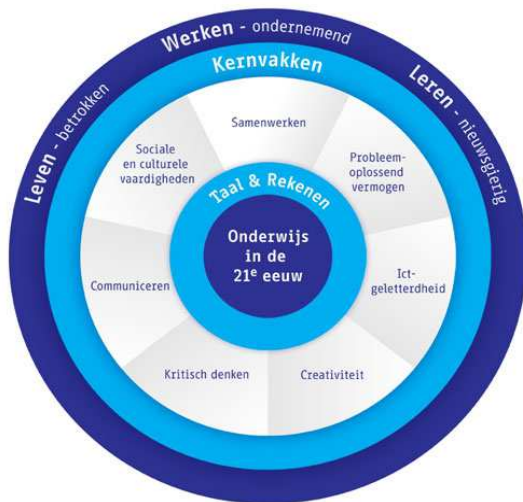 Werken - ondernemend
Leven - betrokken
Leren - nieuwsgierig
Kernvakken
Samenwerken
Sociale
en culturele
vaardigheden
Probleem-
oplossend
vermogen
Taal & Rekenen
Onderwijs
in de
21e eeuw
Communiceren
Ict-
geletterdheid
Kritisch denken
Creativiteit